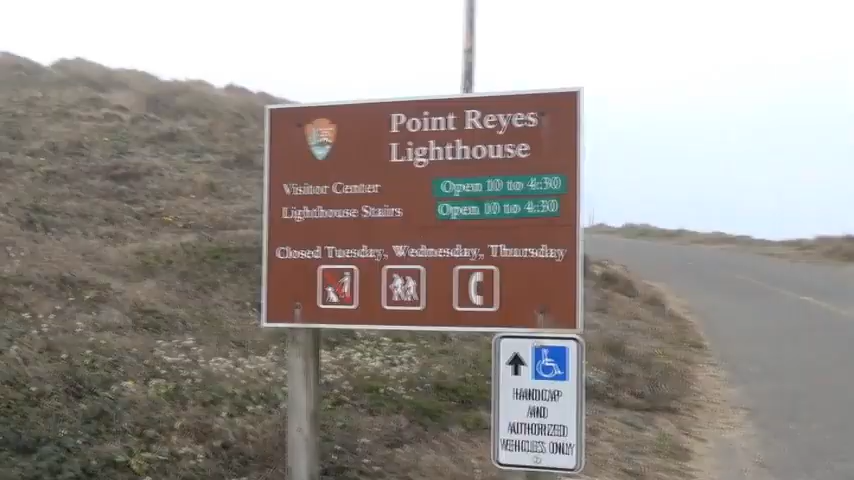 Point Reyes
Lighthouse
Visitor Center Open 10 to 4:30
Lighthouse Stairs Open 10 to 4:30
Closed Tuesday, Wednesday, Thursday
HANDICAP
AND
AUTHORIZED
VEHICLES ONLY